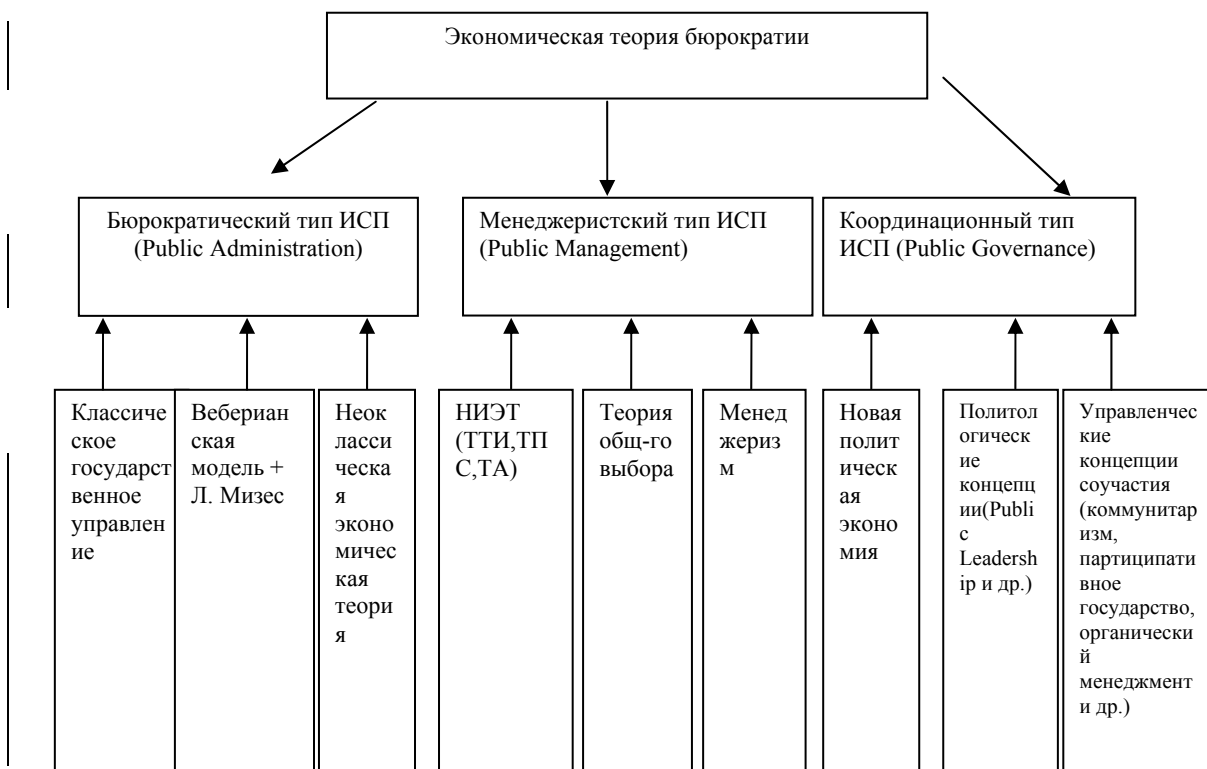 Экономическая теория бюрократии
Бюрократический тип ИСП
(Public Administration)
Менеджеристский тип ИСП
(Public Management)
Координационный тип
ИСП (Public Governance)
Классиче
ское
государст
венное
управлен
ие
Вебериан
ская
модель +
Л. Мизес
Неок
ласси
ческа
я
эконо
мичес
кая
теори
я
НИЭТ
(ТТИ,ТП
С,ТА)
Теория
общ-го
выбора
Менед
жеризм
м
Новая
полит
ическ
ая
эконо
мия
Политол
огическ
ие
концепц
ии(Publi
c
Leadersh
ip и др.)
Управленчес
кие
концепции
соучастия
(коммунитар
изм,
партиципати
вное
государство,
органически
й
менеджмент
и др.)